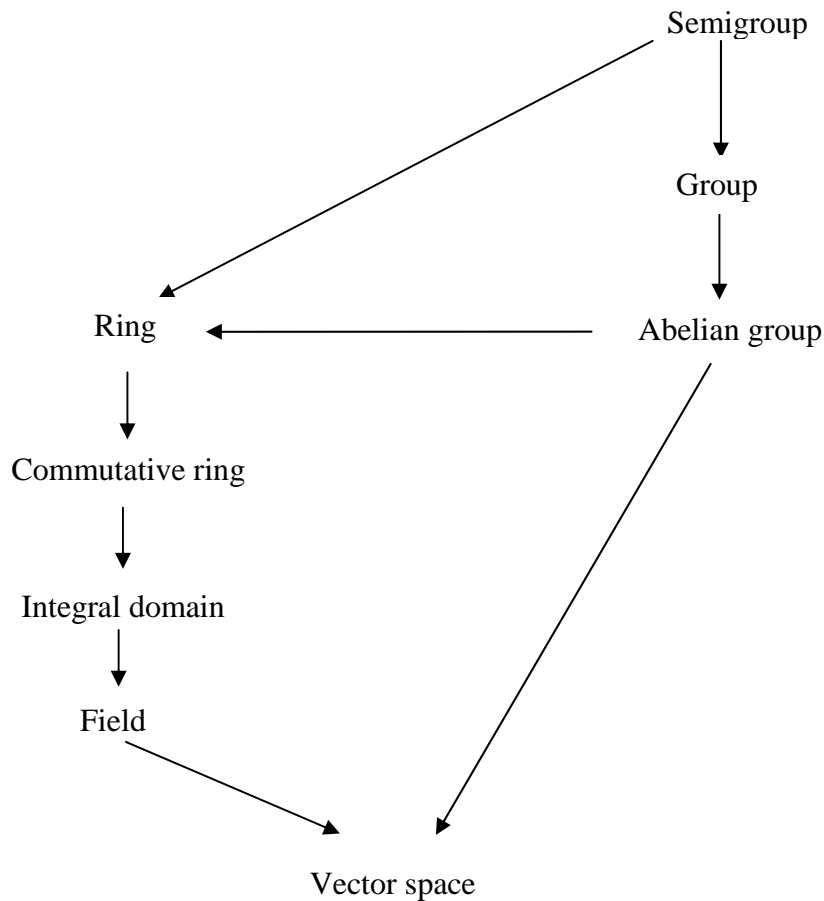 Semigroup
Group
Ring
Abelian group
Commutative ring
Integral domain
Field
Vector space